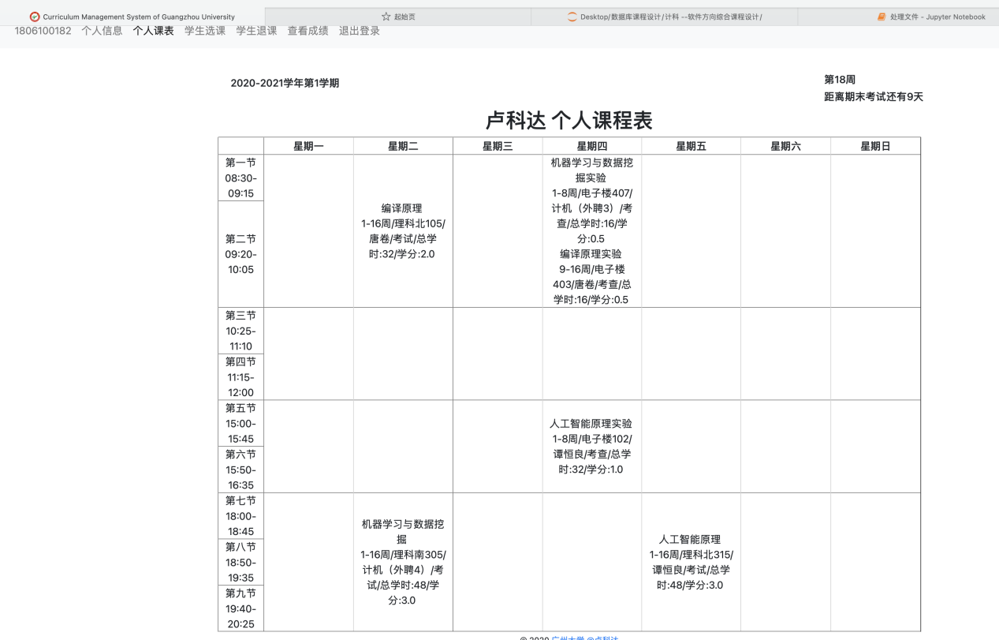 Curriculum Management System of Guangzhou University
起始页
Desktop/数据库课程设计/计科 --软件方向综合课程设计/
处理文件 - Jupyter Notebook
1806100182 个人信息 个人课表 学生选课 学生退课 查看成绩 退出登录
2020-2021学年第1学期
第18周
距离期末考试还有9天
卢科达 个人课程表
星期一 星期二 星期三 星期四 星期五 星期六 星期日
第一节
08:30-
09:15
第二节
09:20-
10:05
编译原理
1-16周/理科北105/
唐卷/考试/总学
时:32/学分:2.0
机器学习与数据挖
掘实验
1-8周/电子楼407/
计机（外聘3）/考
查/总学时:16/学
分:0.5
编译原理实验
9-16周/电子楼
403/唐卷/考查/总
学时:16/学分:0.5
第三节
10:25-
11:10
第四节
11:15-
12:00
第五节
15:00-
15:45
第六节
15:50-
16:35
人工智能原理实验
1-8周/电子楼102/
谭恒良/考查/总学
时:32/学分:1.0
第七节
18:00-
18:45
第八节
18:50-
19:35
第九节
19:40-
20:25
机器学习与数据挖
掘
1-16周/理科南305/
计机（外聘4）/考
试/总学时:48/学
分:3.0
人工智能原理
1-16周/理科北315/
谭恒良/考试/总学
时:48/学分:3.0
© 2020 广州大学 @卢科达